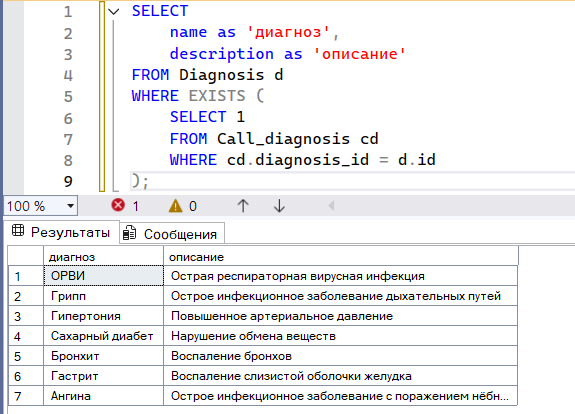 1 SELECT
2 name as 'диагноз',
3 description as 'описание'
4 FROM Diagnosis d
5 WHERE EXISTS (
6 SELECT 1
7 FROM Call_diagnosis cd
8 WHERE cd.diagnosis_id = d.id
9 );
100 % 1 0
Результаты Сообщения
диагноз описание
1 ОРВИ Острая респираторная вирусная инфекция
2 Грипп Острое инфекционное заболевание дыхательных путей
3 Гипертония Повышенное артериальное давление
4 Сахарный диабет Нарушение обмена веществ
5 Бронхит Воспаление бронхов
6 Гастрит Воспаление слизистой оболочки желудка
7 Ангина Острое инфекционное заболевание с поражением нёбн...